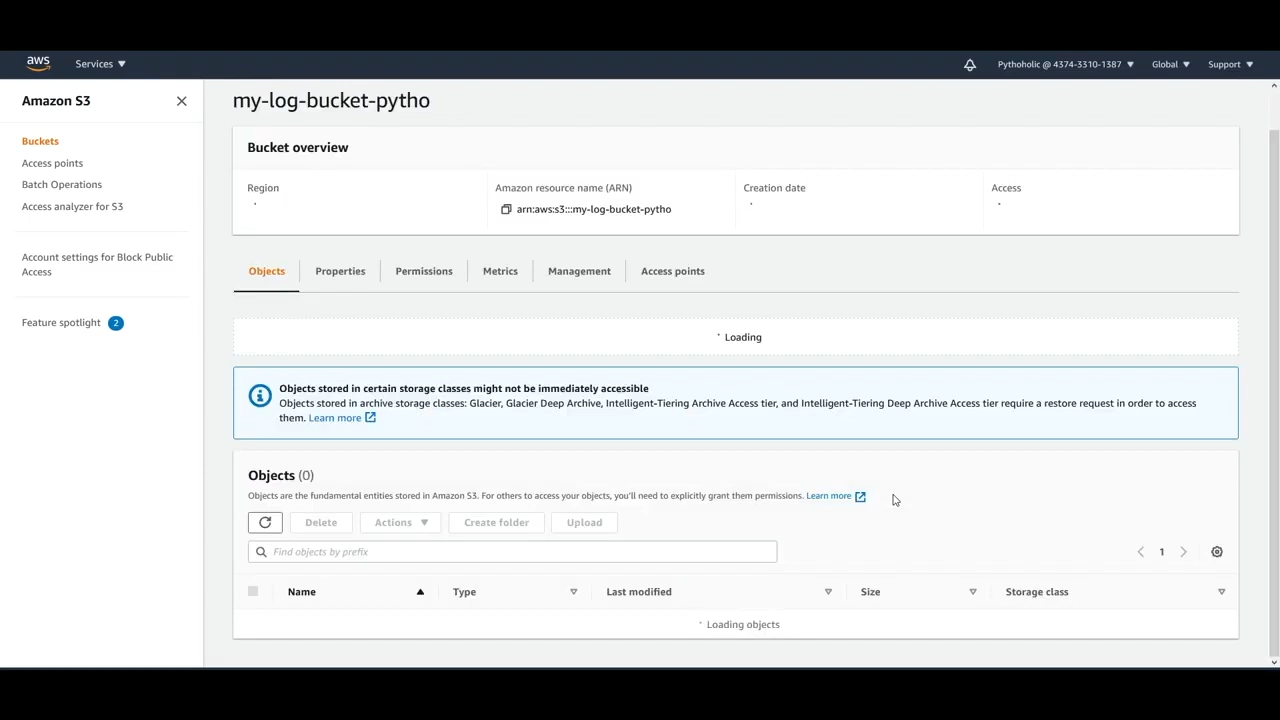 aws
Services ▼
Pythoholic @ 4374-3310-1387 ▼
Global ▼
Support ▼
Amazon S3
Buckets
Access points
Batch Operations
Access analyzer for S3
Account settings for Block Public
Access
Feature spotlight 2
my-log-bucket-pytho
Bucket overview
Region
Amazon resource name (ARN)
arn:aws:s3:::my-log-bucket-pytho
Creation date
Access
Objects
Properties
Permissions
Metrics
Management
Access points
Loading
Objects stored in certain storage classes might not be immediately accessible
Objects stored in archive storage classes: Glacier, Glacier Deep Archive, Intelligent-Tiering Archive Access tier, and Intelligent-Tiering Deep Archive Access tier require a restore request in order to access
them. Learn more
Objects (0)
Objects are the fundamental entities stored in Amazon S3. For others to access your objects, you'll need to explicitly grant them permissions. Learn more
Delete
Actions ▼
Create folder
Upload
Find objects by prefix
1
Name
Type
Last modified
Size
Storage class
Loading objects